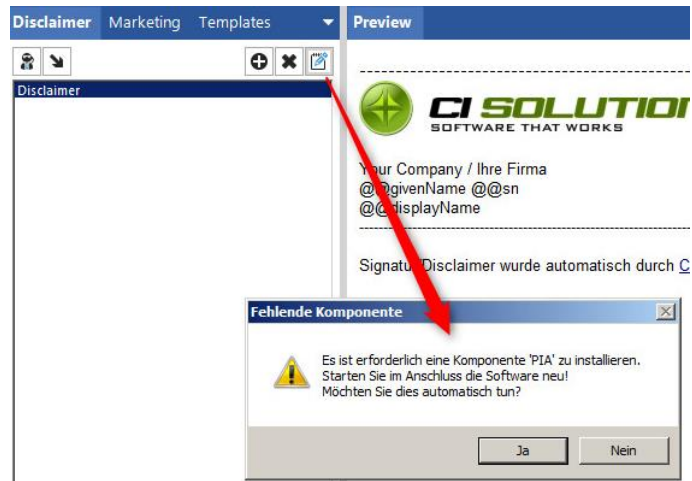 Disclaimer Marketing Templates Preview
Disclaimer
CI SOLUTION
SOFTWARE THAT WORKS
Your Company / Ihre Firma
@@givenName @@sn
@@displayName
Disclaimer wurde automatisch durch C
Fehlende Komponente
Es ist erforderlich eine Komponente 'PIA' zu installieren.
Starten Sie im Anschluss die Software neu!
Möchten Sie dies automatisch tun?
Ja Nein